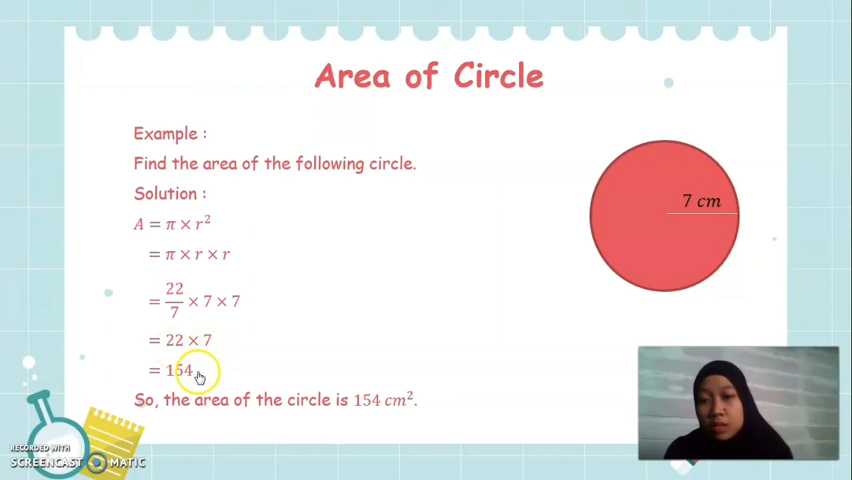 Area of Circle
Example :
Find the area of the following circle.
Solution :
A = π × r²
= π × r × r
= 22/7 × 7 × 7
= 22 × 7
= 154
So, the area of the circle is 154 cm².
7 cm
RECORDED WITH
SCREENCAST MATIC